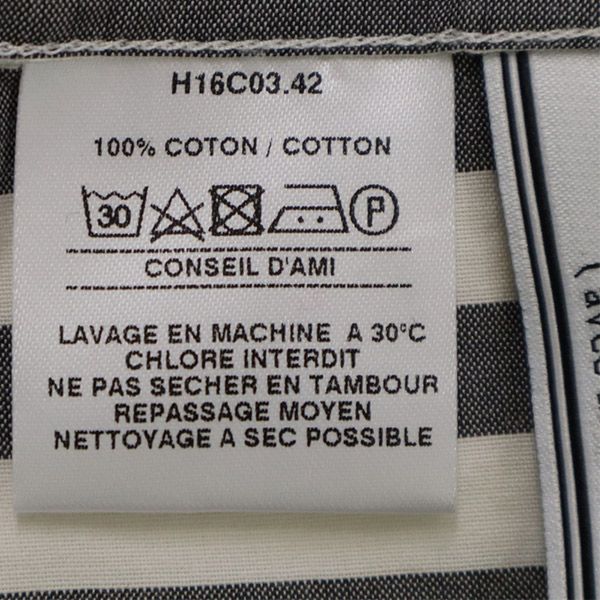 H16C03.42
100% COTON / COTTON
30 P
CONSEIL D'AMI
LAVAGE EN MACHINE A 30°C
CHLORE INTERDIT
NE PAS SECHER EN TAMBOUR
REPASSAGE MOYEN
NETTOYAGE A SEC POSSIBLE
( avec